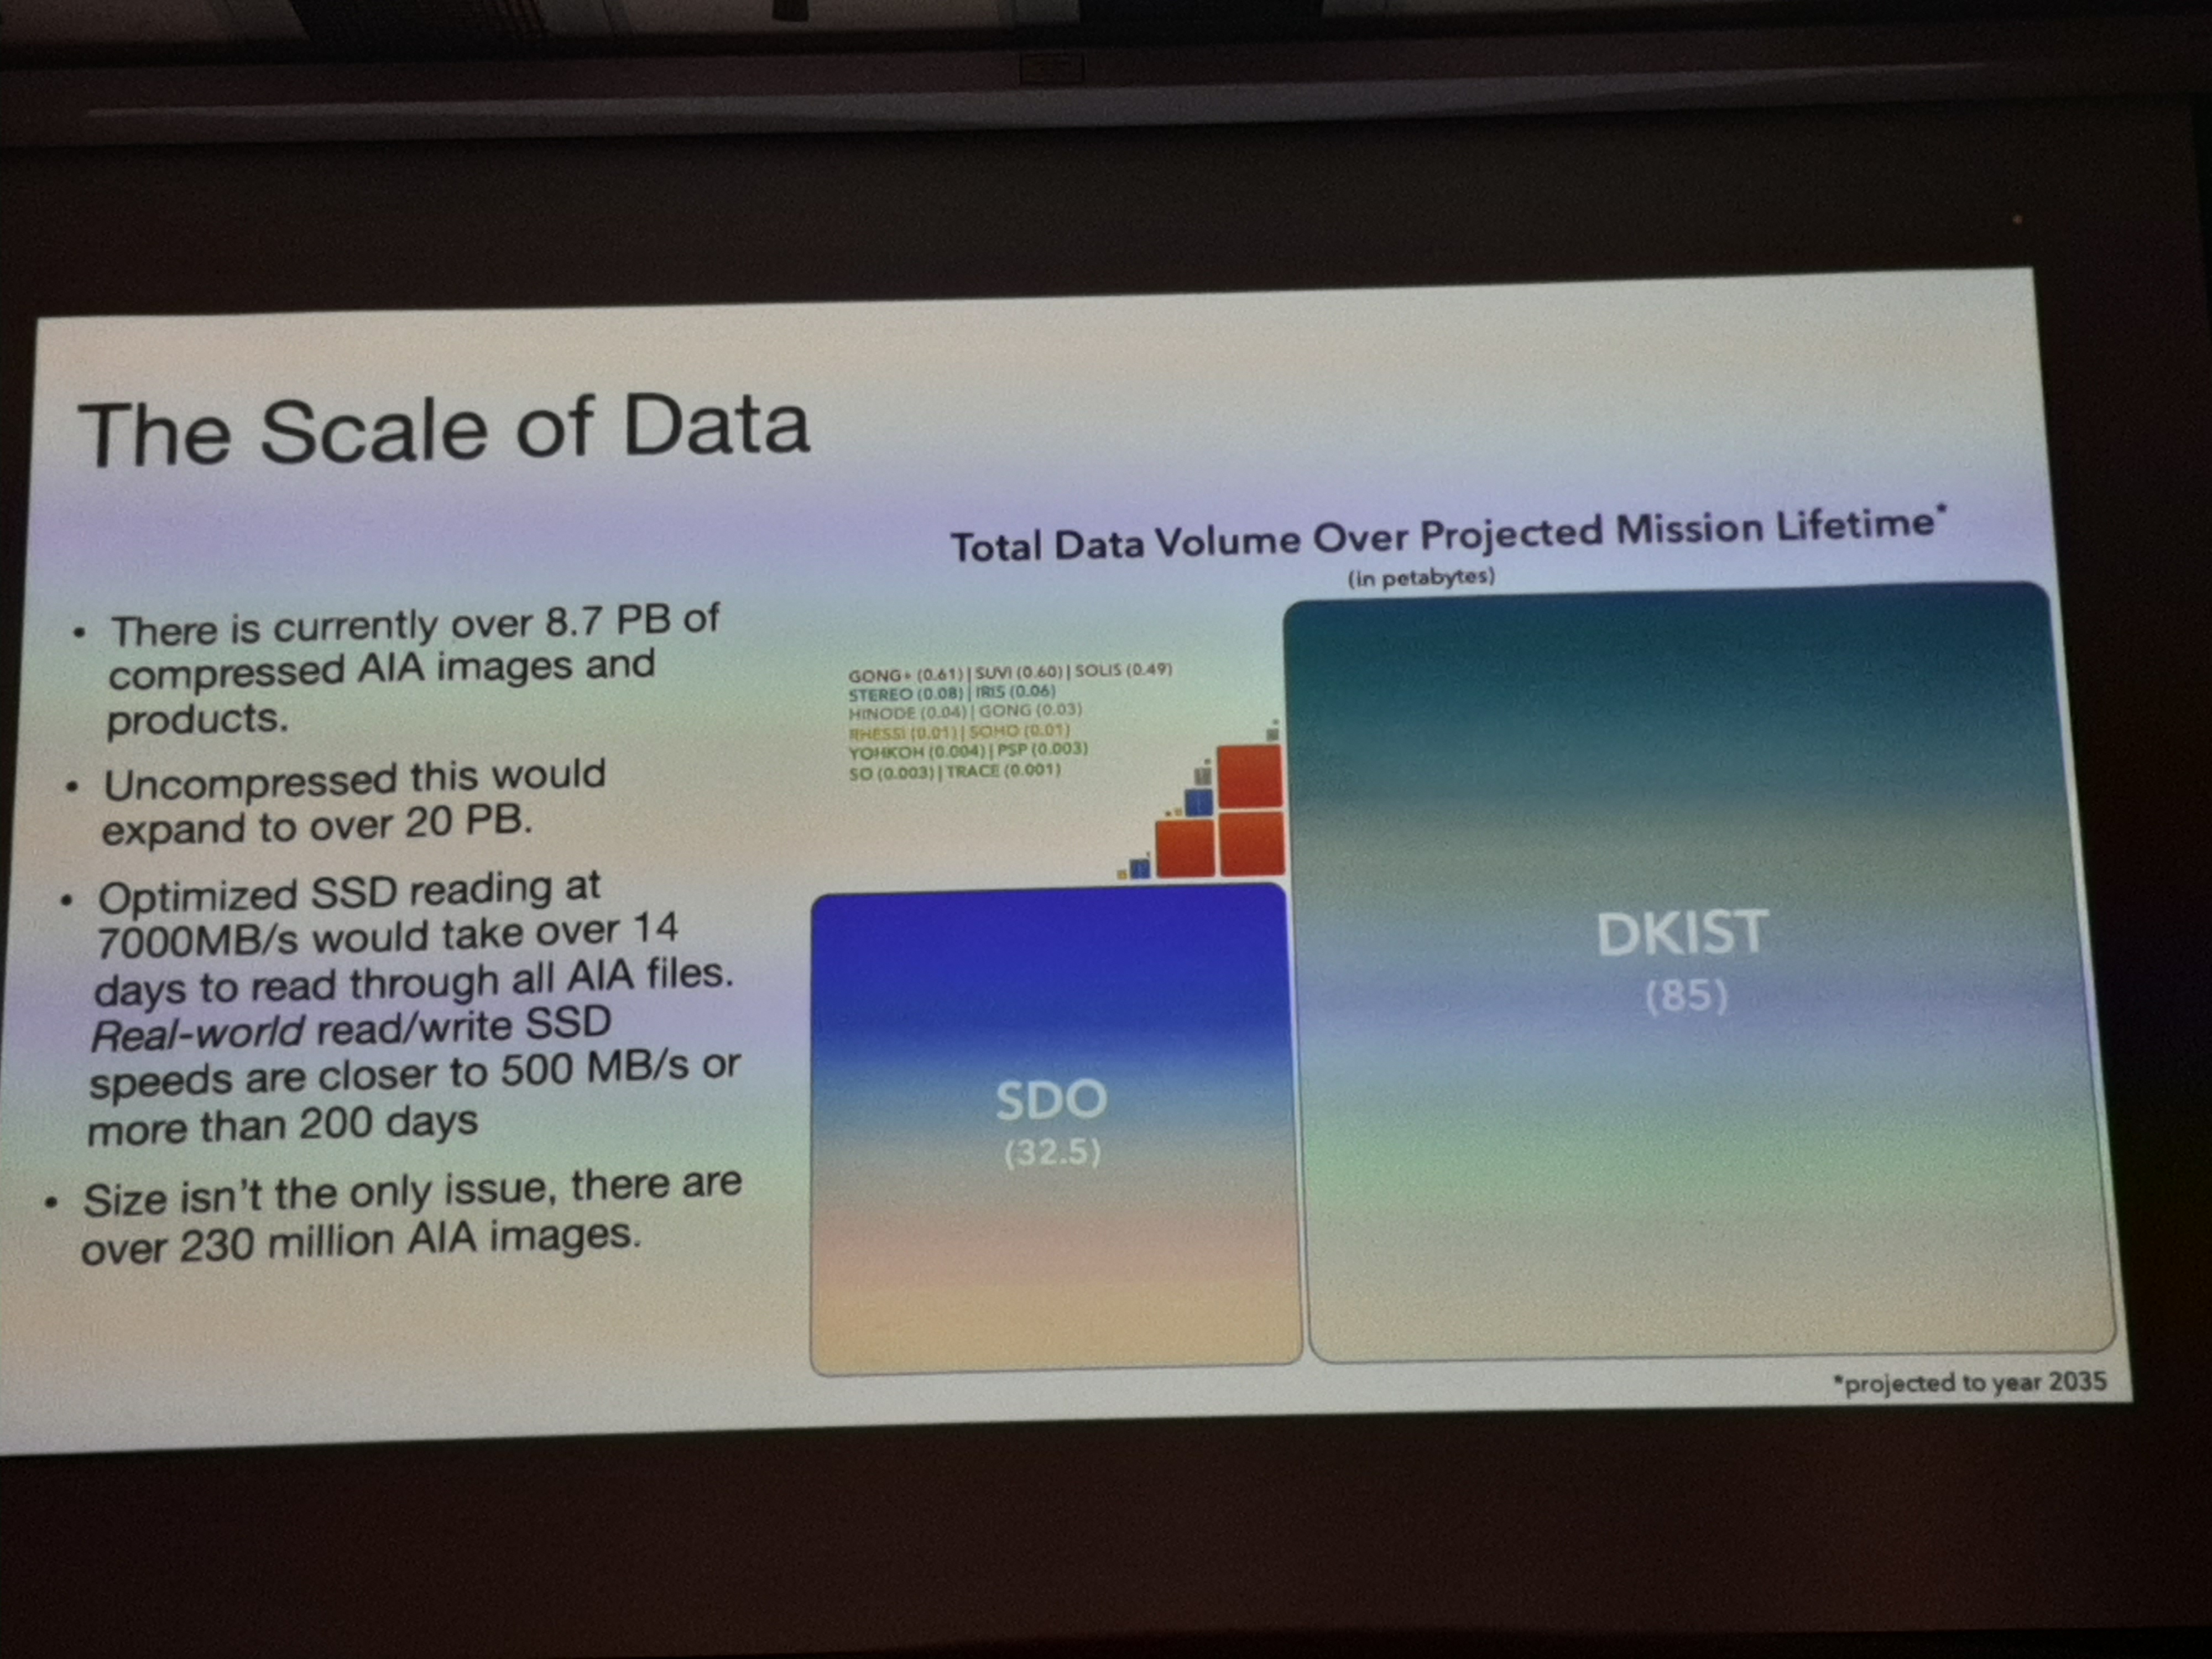 The Scale of Data
• There is currently over 8.7 PB of
compressed AIA images and
products.
• Uncompressed this would
expand to over 20 PB.
• Optimized SSD reading at
7000MB/s would take over 14
days to read through all AIA files.
Real-world read/write SSD
speeds are closer to 500 MB/s or
more than 200 days
• Size isn't the only issue, there are
over 230 million AIA images.
Total Data Volume Over Projected Mission Lifetime*
(in petabytes)
GONG+ (0.61) | SUVI (0.60) | SOLIS (0.49)
STEREO (0.08) | IRIS (0.06)
HINODE (0.04) | GONG (0.03)
RHESSI (0.01) | SOHO (0.01)
YOHKOH (0.004) | PSP (0.003)
SO (0.003) | TRACE (0.001)
SDO
(32.5)
DKIST
(85)
*projected to year 2035